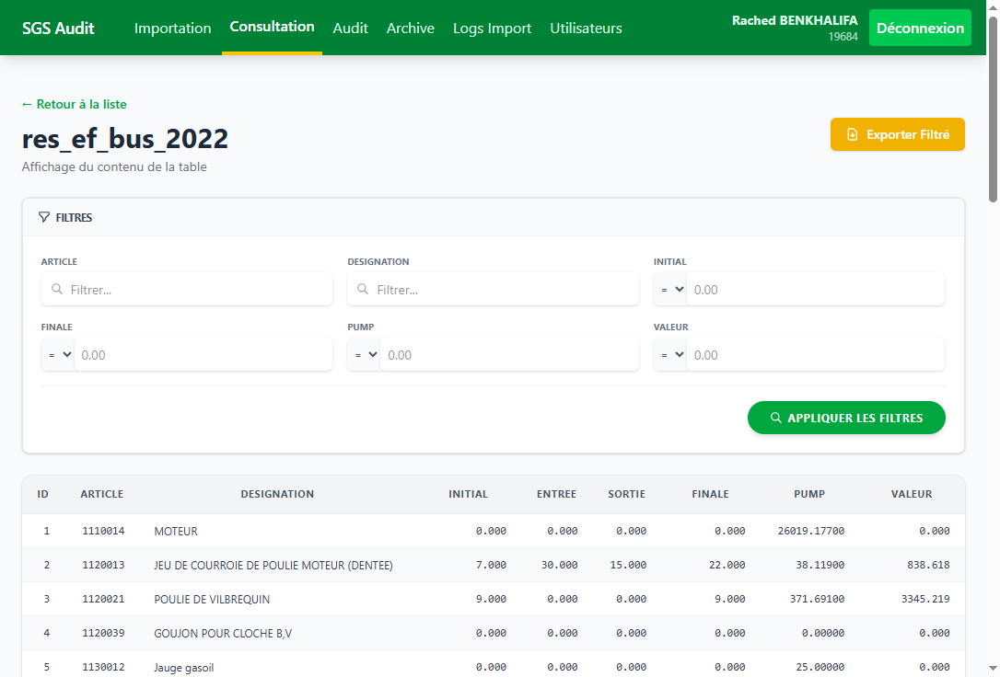 SGS Audit Importation Consultation Audit Archive Logs Import Utilisateurs Rached BENKHALIFA Déconnexion
19684
← Retour à la liste
res_ef_bus_2022 Exporter Filtré
Affichage du contenu de la table
FILTRES
ARTICLE DESIGNATION INITIAL
Filtrer... Filtrer... = 0.00
FINALE PUMP VALEUR
= 0.00 = 0.00 = 0.00
APPLIQUER LES FILTRES
ID ARTICLE DESIGNATION INITIAL ENTREE SORTIE FINALE PUMP VALEUR
1 1110014 MOTEUR 0.000 0.000 0.000 0.000 26019.17700 0.000
2 1120013 JEU DE COURROIE DE POULIE MOTEUR (DENTEE) 7.000 30.000 15.000 22.000 38.11900 838.618
3 1120021 POULIE DE VILBREQUIN 9.000 0.000 0.000 9.000 371.69100 3345.219
4 1120039 GOUJON POUR CLOCHE B,V 0.000 0.000 0.000 0.000 0.00000 0.000
5 1130012 Jauge gasoil 0.000 0.000 0.000 0.000 25.00000 0.000